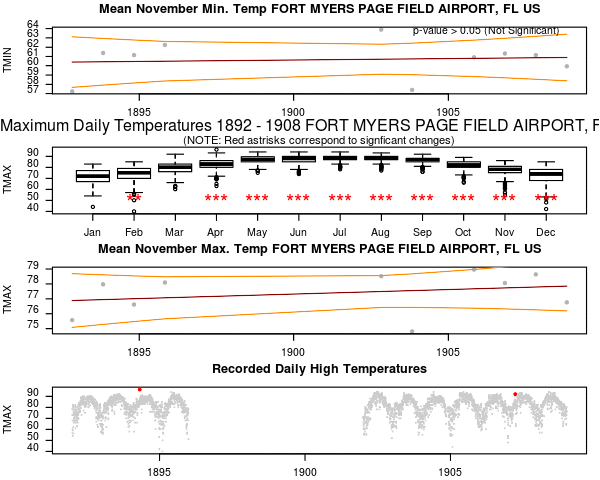 Mean November Min. Temp FORT MYERS PAGE FIELD AIRPORT, FL US
p-value > 0.05 (Not Significant)
TMIN
64
63
62
61
60
59
58
57
1895 1900 1905
Maximum Daily Temperatures 1892 - 1908 FORT MYERS PAGE FIELD AIRPORT, F
(NOTE: Red astrisks correspond to signficant changes)
TMAX
90
80
70
60
50
40
** *** *** *** *** *** *** *** *** ***
Jan Feb Mar Apr May Jun Jul Aug Sep Oct Nov Dec
Mean November Max. Temp FORT MYERS PAGE FIELD AIRPORT, FL US
TMAX
79
78
77
76
75
1895 1900 1905
Recorded Daily High Temperatures
TMAX
90
80
70
60
50
40
1895 1900 1905